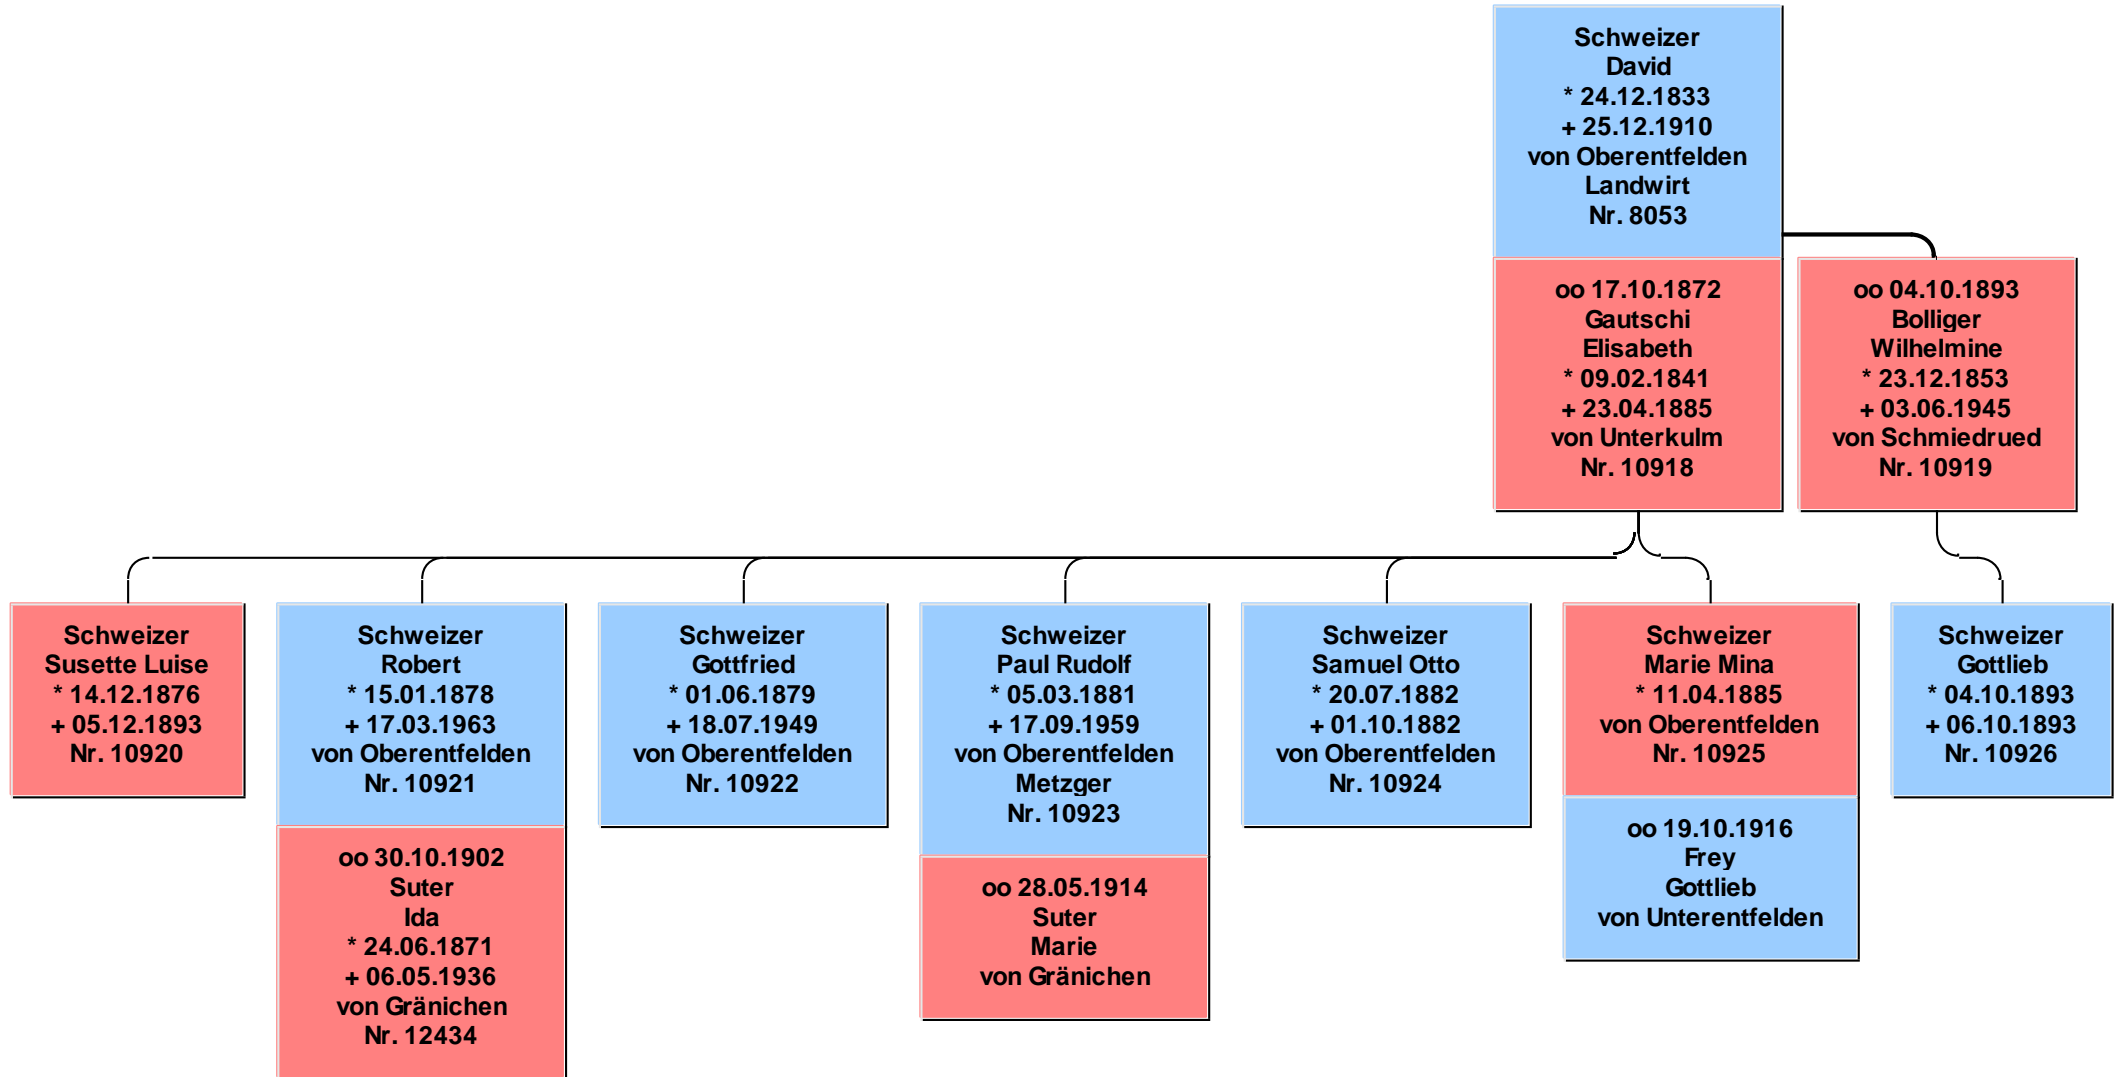 Schweizer
David
* 24.12.1833
+ 25.12.1910
von Oberentfelden
Landwirt
Nr. 8053
oo 17.10.1872
Gautschi
Elisabeth
* 09.02.1841
+ 23.04.1885
von Unterkulm
Nr. 10918
oo 04.10.1893
Bolliger
Wilhelmine
* 23.12.1853
+ 03.06.1945
von Schmiedrued
Nr. 10919
Schweizer
Susette Luise
* 14.12.1876
+ 05.12.1893
Nr. 10920
Schweizer
Robert
* 15.01.1878
+ 17.03.1963
von Oberentfelden
Nr. 10921
oo 30.10.1902
Suter
Ida
* 24.06.1871
+ 06.05.1936
von Gränichen
Nr. 12434
Schweizer
Gottfried
* 01.06.1879
+ 18.07.1949
von Oberentfelden
Nr. 10922
Schweizer
Paul Rudolf
* 05.03.1881
+ 17.09.1959
von Oberentfelden
Metzger
Nr. 10923
oo 28.05.1914
Suter
Marie
von Gränichen
Schweizer
Samuel Otto
* 20.07.1882
+ 01.10.1882
von Oberentfelden
Nr. 10924
Schweizer
Marie Mina
* 11.04.1885
von Oberentfelden
Nr. 10925
oo 19.10.1916
Frey
Gottlieb
von Unterentfelden
Schweizer
Gottlieb
* 04.10.1893
+ 06.10.1893
Nr. 10926